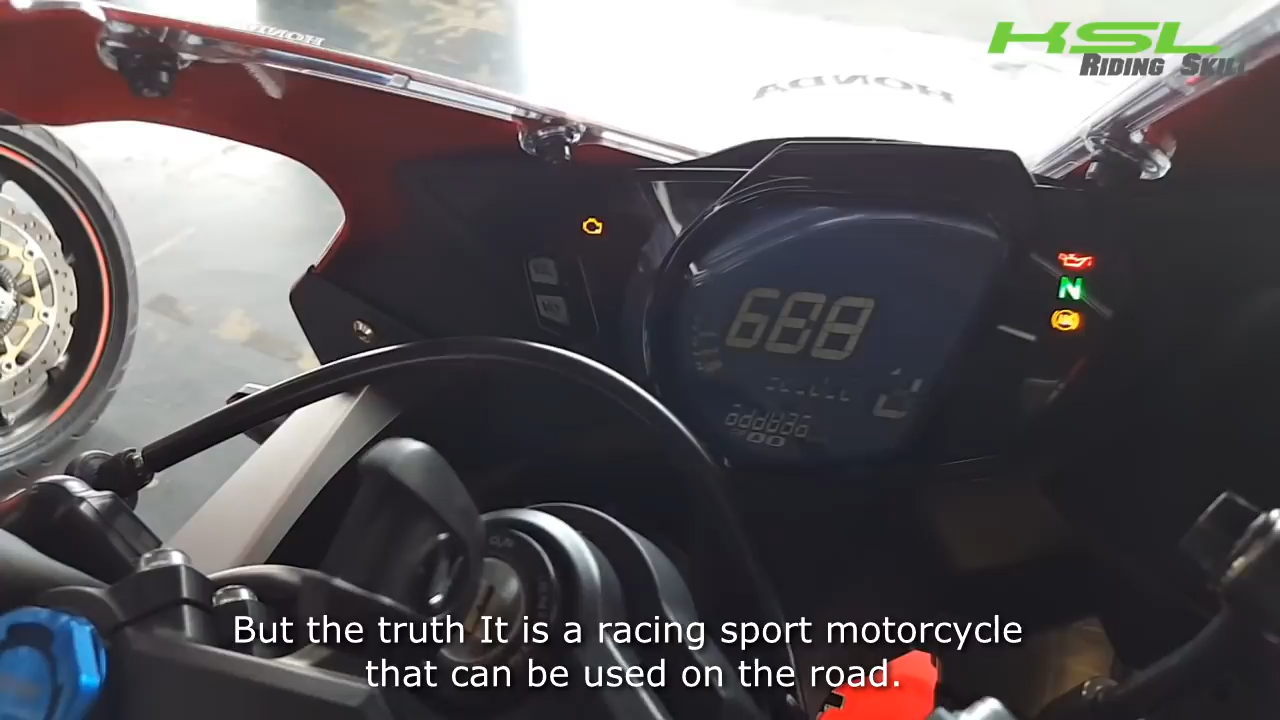 KSL
RIDING SKILL
HONDA
HONDA
N
But the truth It is a racing sport motorcycle
that can be used on the road.